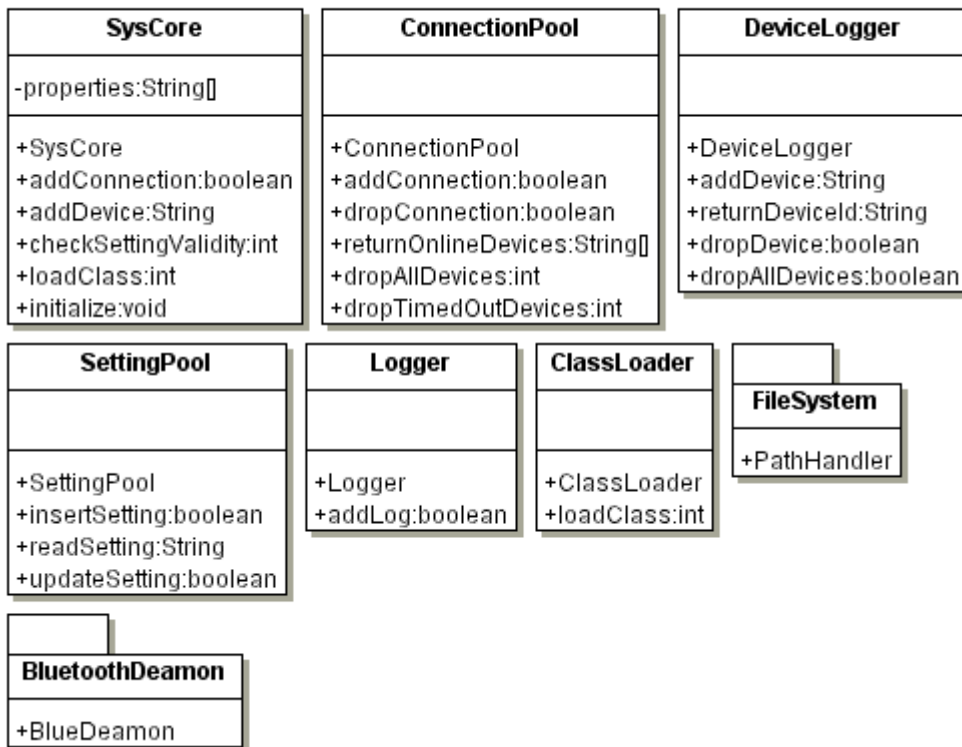 SysCore
-properties:String[]
+SysCore
+addConnection:boolean
+addDevice:String
+checkSettingValidity:int
+loadClass:int
+initialize:void
ConnectionPool
+ConnectionPool
+addConnection:boolean
+dropConnection:boolean
+returnOnlineDevices:String[]
+dropAllDevices:int
+dropTimedOutDevices:int
DeviceLogger
+DeviceLogger
+addDevice:String
+returnDeviceId:String
+dropDevice:boolean
+dropAllDevices:boolean
SettingPool
+SettingPool
+insertSetting:boolean
+readSetting:String
+updateSetting:boolean
Logger
+Logger
+addLog:boolean
ClassLoader
+ClassLoader
+loadClass:int
FileSystem
+PathHandler
BluetoothDeamon
+BlueDeamon